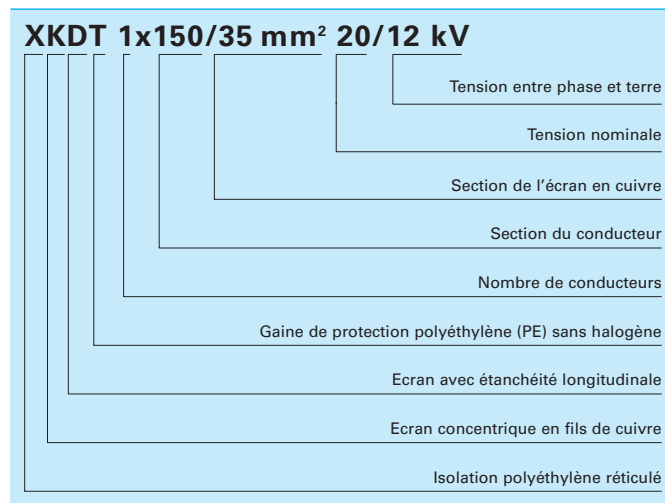 XKDT 1x150/35 mm² 20/12 kV
Tension entre phase et terre
Tension nominale
Section de l'écran en cuivre
Section du conducteur
Nombre de conducteurs
Gaine de protection polyéthylène (PE) sans halogène
Ecran avec étanchéité longitudinale
Ecran concentrique en fils de cuivre
Isolation polyéthylène réticulé